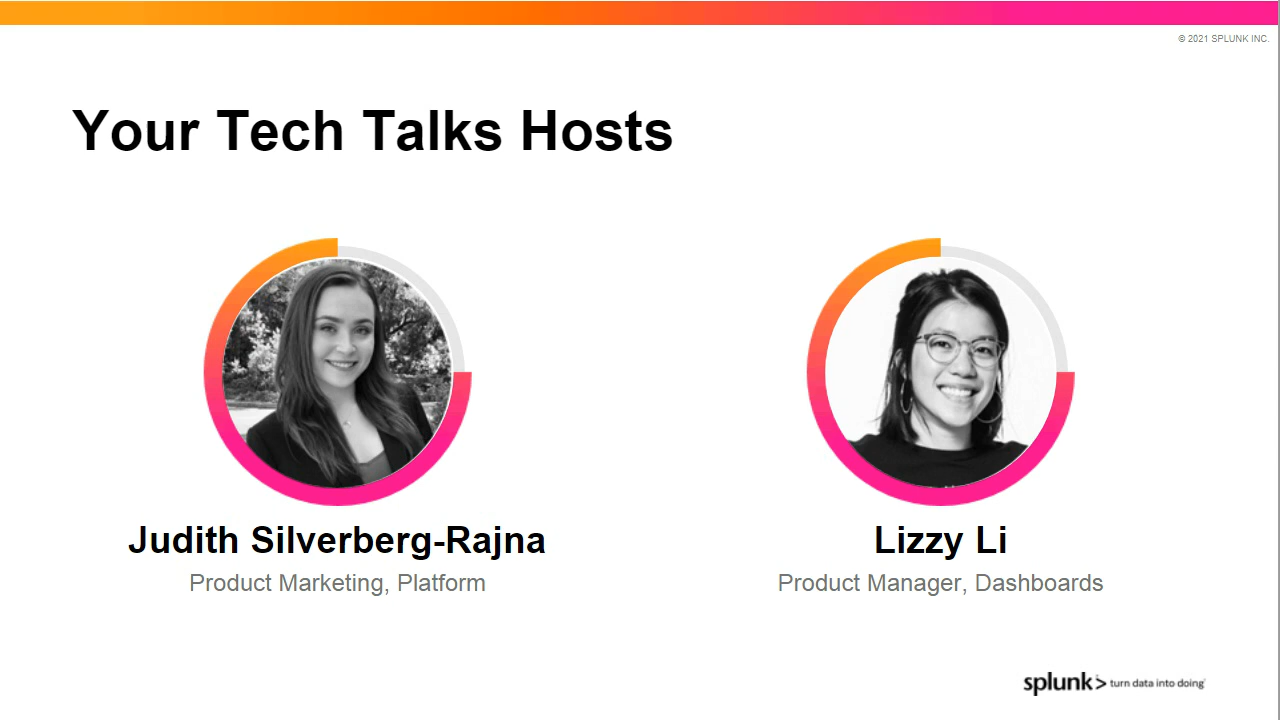 © 2021 SPLUNK INC.
Your Tech Talks Hosts
Judith Silverberg-Rajna
Product Marketing, Platform
Lizzy Li
Product Manager, Dashboards
splunk> turn data into doing